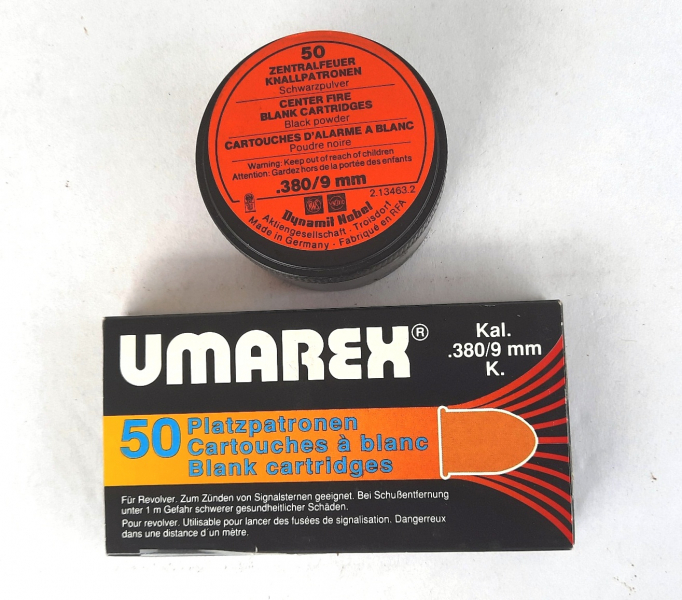 50
ZENTRALFEUER
KNALLPATRONEN
Schwarzpulver
CENTER FIRE
BLANK CARTRIDGES
Black powder
CARTOUCHES D'ALARME A BLANC
Poudre noire
Warning: Keep out of reach of children
Attention: Gardez hors de la portée des enfants
.380/9 mm
2.13463.2
Dynamit Nobel
Aktiengesellschaft · Troisdorf
Made in Germany · Fabriqué en RFA
UMAREX®
Kal.
.380/9 mm
K.
50 Platzpatronen
Cartouches à blanc
Blank cartridges
Für Revolver. Zum Zünden von Signalsternen geeignet. Bei Schußentfernung
unter 1 m Gefahr schwerer gesundheitlicher Schäden.
Pour revolver. Utilisable pour lancer des fusées de signalisation. Dangerreux
dans une distance d'un mètre.